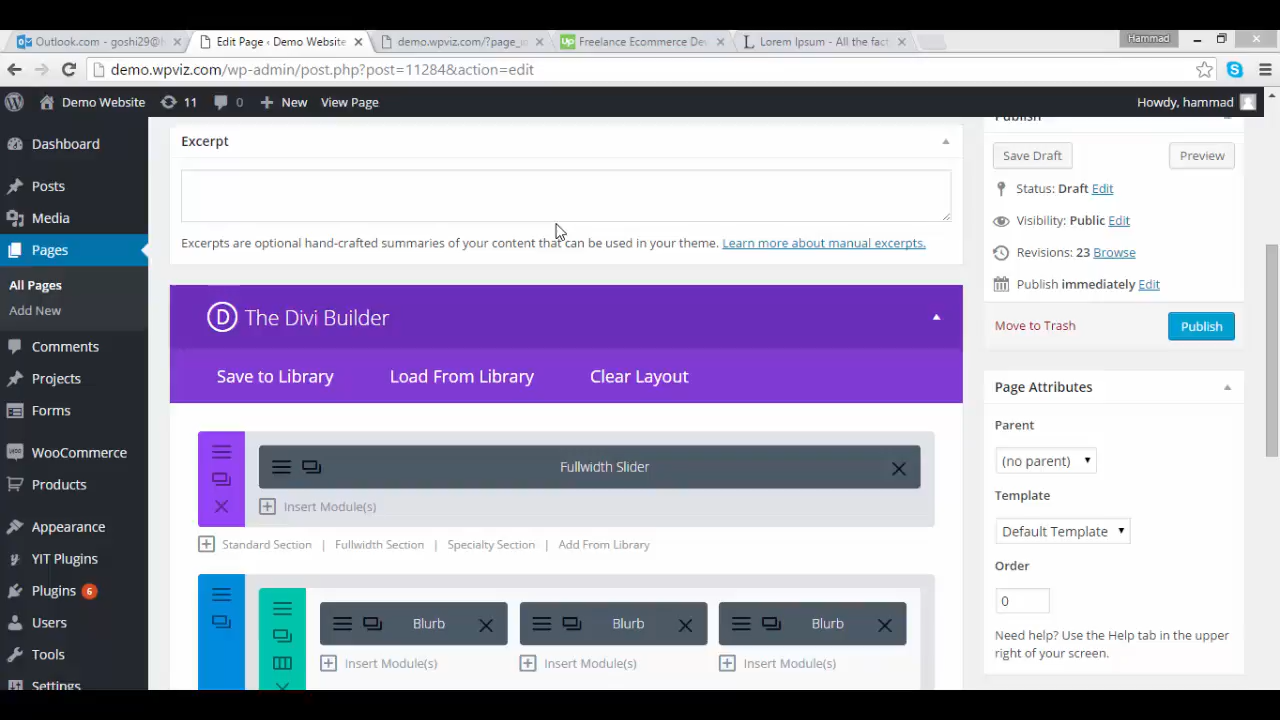 Outlook.com - goshi29@h
Edit Page ‹ Demo Website
demo.wpviz.com/?page_i
Up Freelance Ecommerce Dev
L Lorem Ipsum - All the fact
Hammad
demo.wpviz.com/wp-admin/post.php?post=11284&action=edit
Demo Website 11 0 New View Page Howdy, hammad
Dashboard
Posts
Media
Pages
All Pages
Add New
Comments
Projects
Forms
WooCommerce
Products
Appearance
YIT Plugins
Plugins 6
Users
Tools
Settings
Excerpt
Excerpts are optional hand-crafted summaries of your content that can be used in your theme. Learn more about manual excerpts.
D The Divi Builder
Save to Library Load From Library Clear Layout
Fullwidth Slider
Insert Module(s)
Standard Section | Fullwidth Section | Specialty Section | Add From Library
Blurb Blurb Blurb
Insert Module(s) Insert Module(s) Insert Module(s)
Publish
Save Draft Preview
Status: Draft Edit
Visibility: Public Edit
Revisions: 23 Browse
Publish immediately Edit
Move to Trash Publish
Page Attributes
Parent
(no parent)
Template
Default Template
Order
0
Need help? Use the Help tab in the upper
right of your screen.